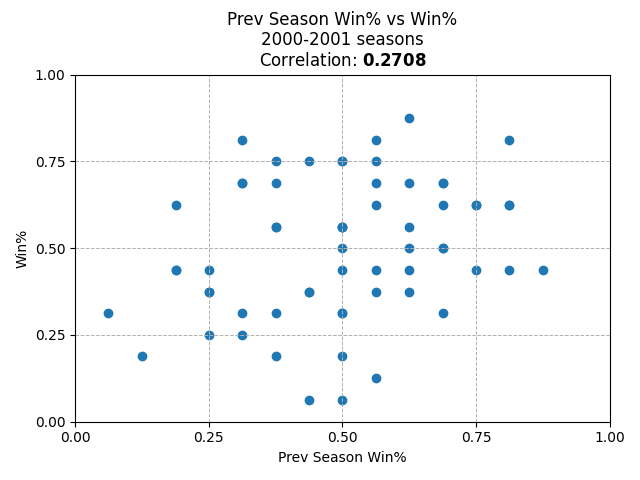 Prev Season Win% vs Win%
2000-2001 seasons
Correlation: 0.2708
1.00
0.75
0.50
0.25
0.00
Win%
0.00 0.25 0.50 0.75 1.00
Prev Season Win%